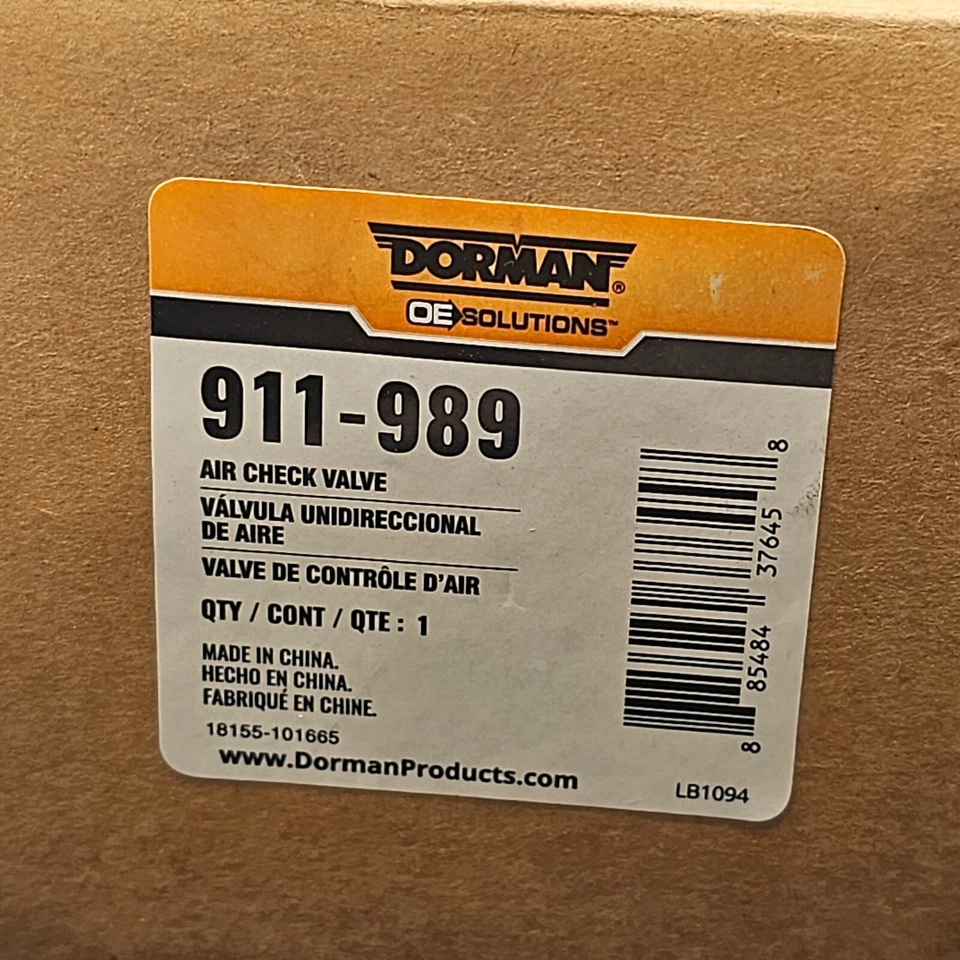 DORMAN®
OE SOLUTIONS™
911-989
AIR CHECK VALVE
VÁLVULA UNIDIRECCIONAL
DE AIRE
VALVE DE CONTRÔLE D'AIR
QTY / CONT / QTE : 1
MADE IN CHINA.
HECHO EN CHINA.
FABRIQUÉ EN CHINE.
18155-101665
www.DormanProducts.com
8 85484 37645 8
LB1094